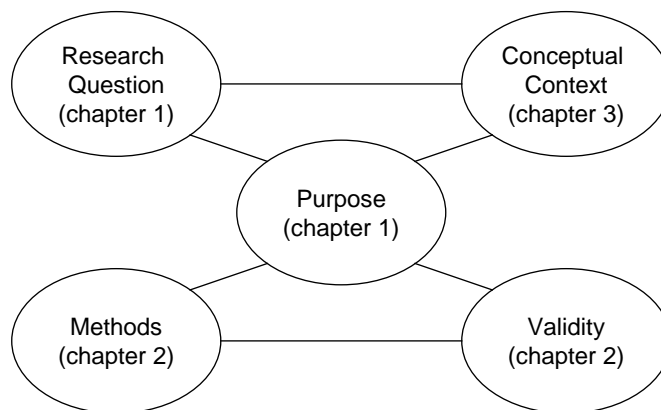 Research
Question
(chapter 1)
Conceptual
Context
(chapter 3)
Purpose
(chapter 1)
Methods
(chapter 2)
Validity
(chapter 2)